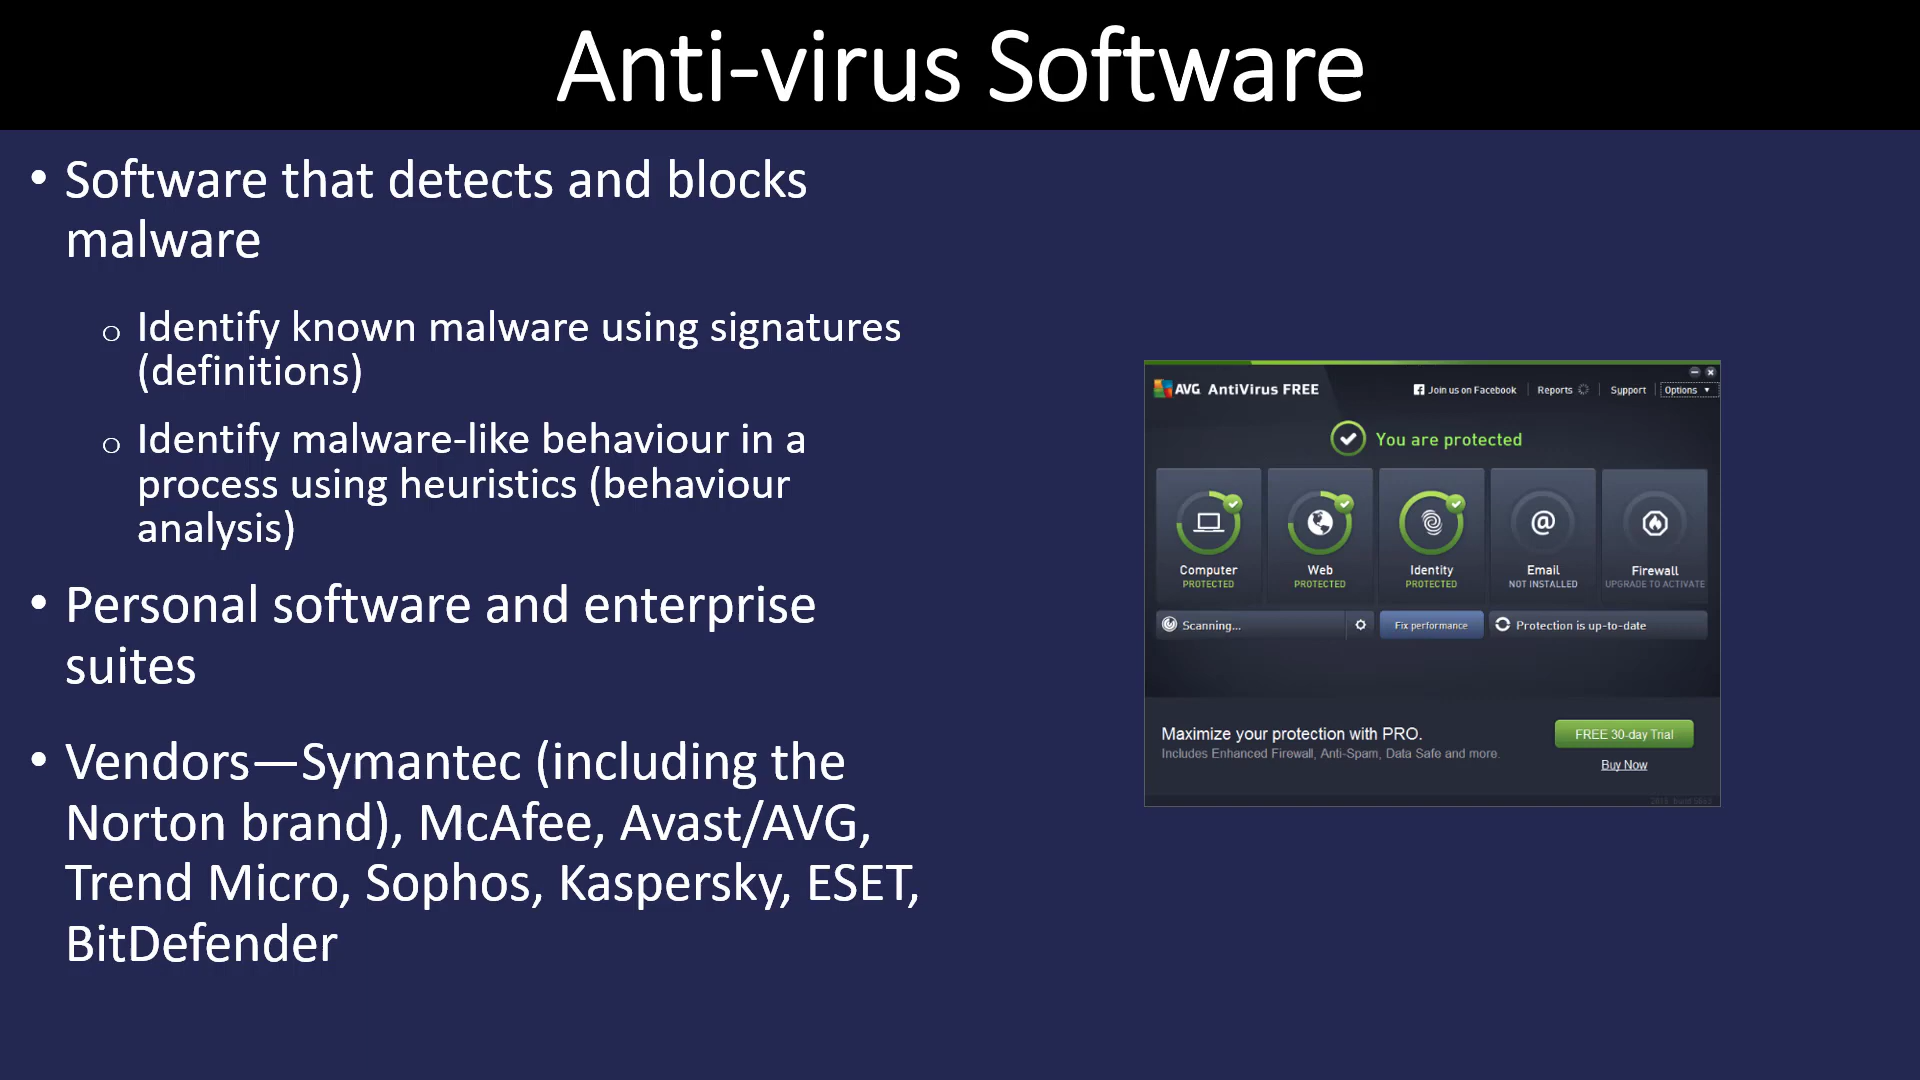 Anti-virus Software
• Software that detects and blocks
malware
o Identify known malware using signatures
(definitions)
o Identify malware-like behaviour in a
process using heuristics (behaviour
analysis)
• Personal software and enterprise
suites
• Vendors—Symantec (including the
Norton brand), McAfee, Avast/AVG,
Trend Micro, Sophos, Kaspersky, ESET,
BitDefender
AVG AntiVirus FREE
Join us on Facebook Reports Support Options
You are protected
Computer Web Identity Email Firewall
PROTECTED PROTECTED PROTECTED NOT INSTALLED UPGRADE TO ACTIVATE
Scanning... Fix performance Protection is up-to-date
Maximize your protection with PRO.
Includes Enhanced Firewall, Anti-Spam, Data Safe and more.
FREE 30-day Trial
Buy Now